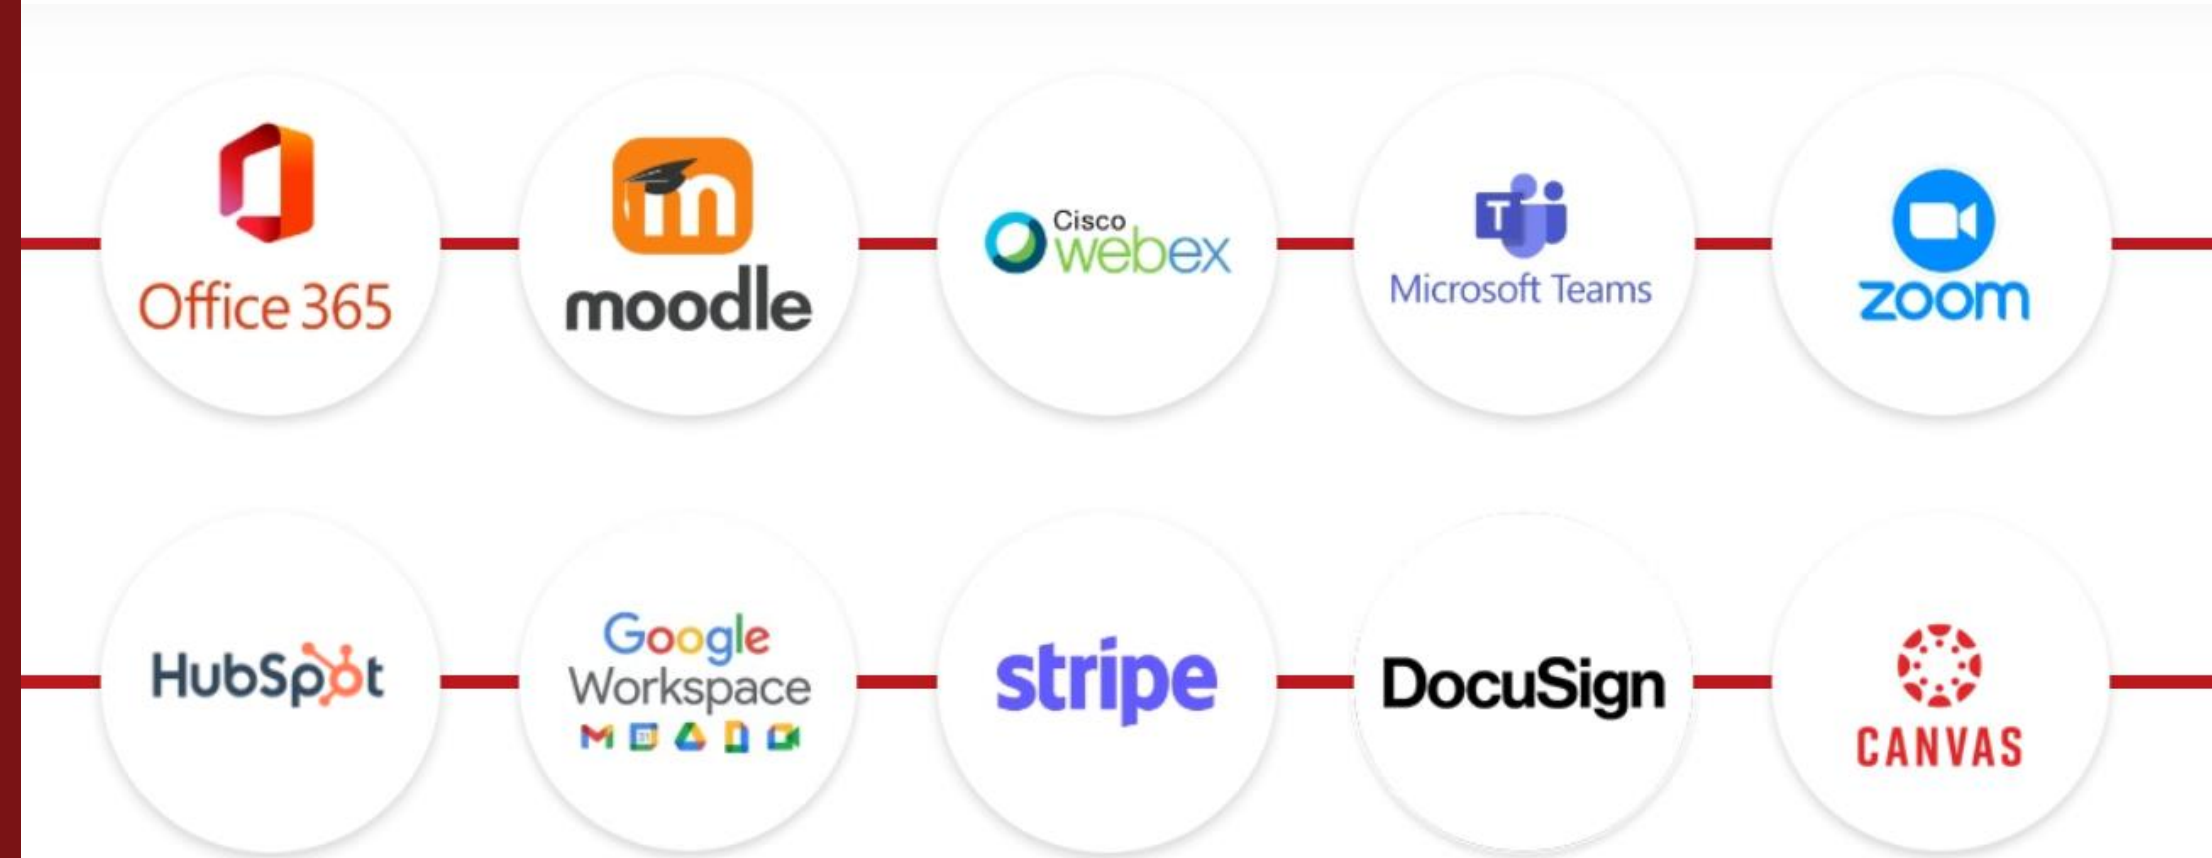 Office 365
moodle
Cisco
webex
Microsoft Teams
zoom
HubSpot
Google
Workspace
stripe
DocuSign
CANVAS